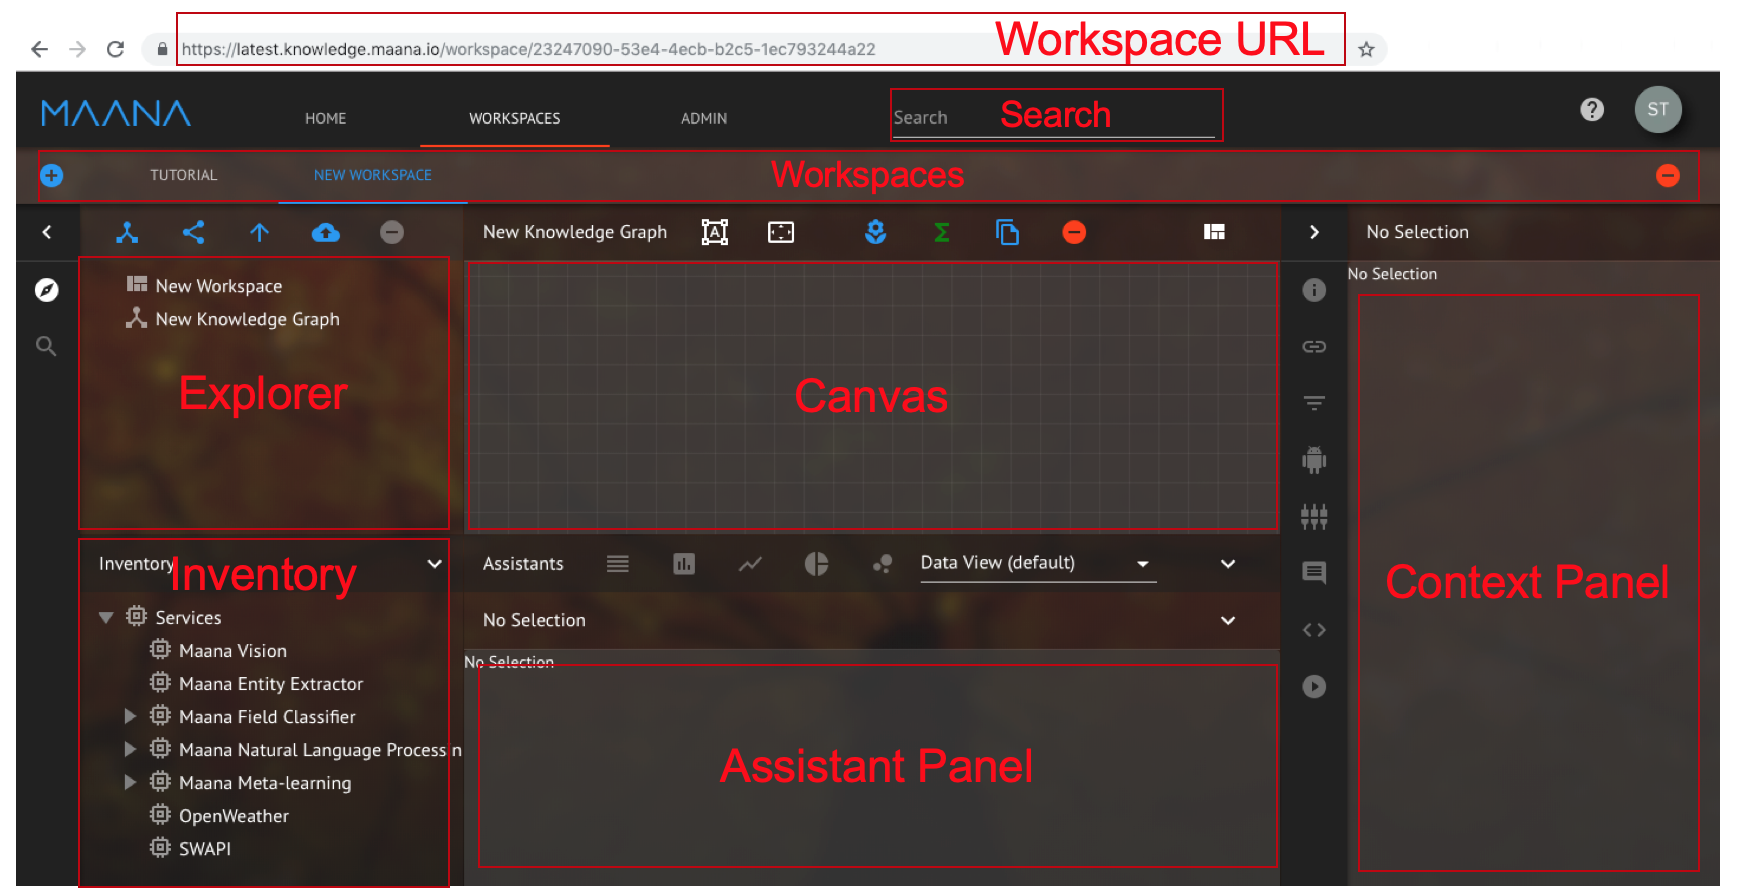 https://latest.knowledge.maana.io/workspace/23247090-53e4-4ecb-b2c5-1ec793244a22 Workspace URL
MAANA HOME WORKSPACES ADMIN Search Search ST
TUTORIAL NEW WORKSPACE Workspaces
New Knowledge Graph A No Selection
No Selection
New Workspace
New Knowledge Graph
Explorer
Canvas
Inventory Inventory
Assistants Data View (default)
Context Panel
Services
No Selection
Maana Vision
No Selection
Maana Entity Extractor
Maana Field Classifier
Maana Natural Language Processin
Assistant Panel
Maana Meta-learning
OpenWeather
SWAPI